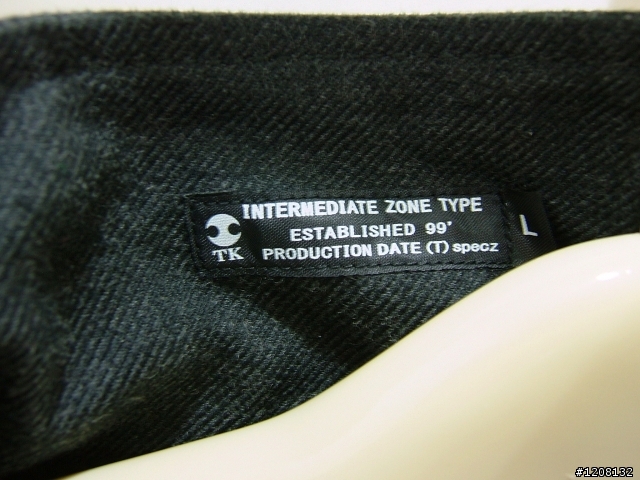 INTERMEDIATE ZONE TYPE
ESTABLISHED 99'
PRODUCTION DATE (T) specz
TK
L
#1208132